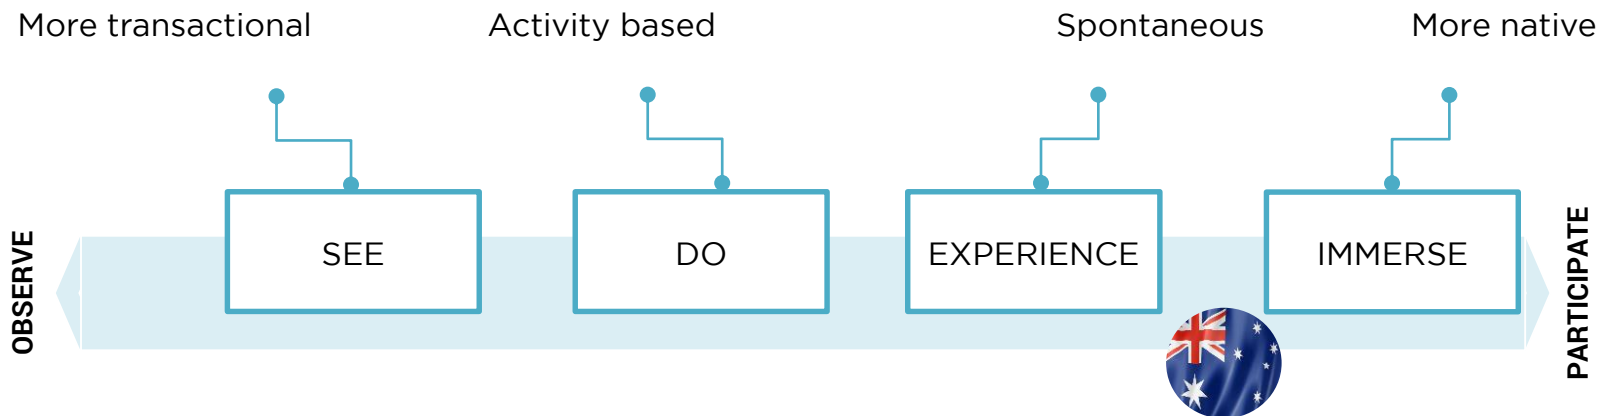 More transactional
Activity based
Spontaneous
More native
SEE
DO
EXPERIENCE
IMMERSE
OBSERVE
PARTICIPATE